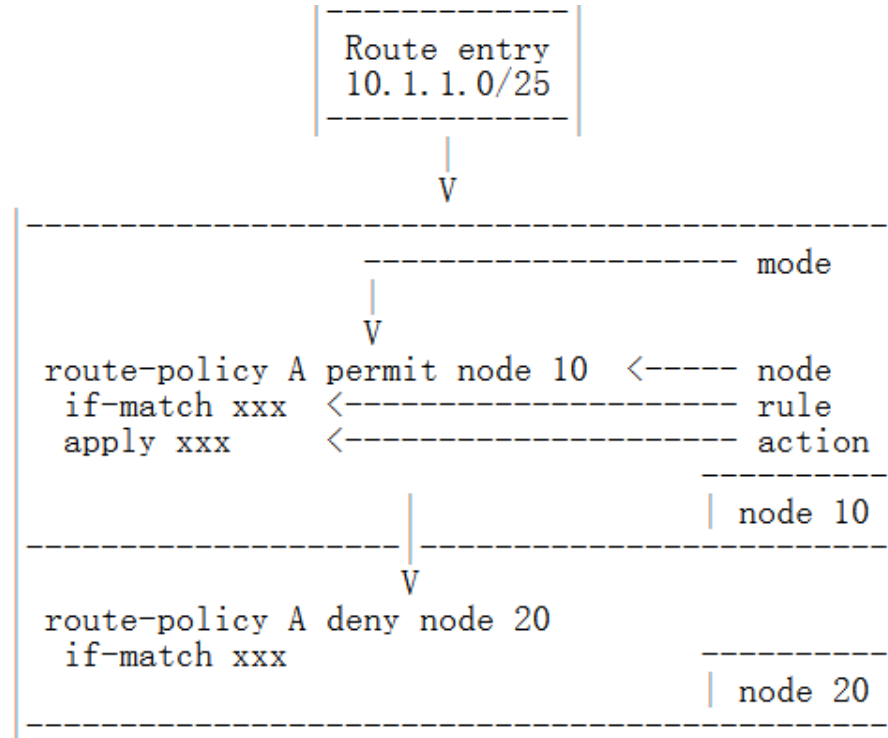 Route entry
10.1.1.0/25
V
mode
V
route-policy A permit node 10 <----- node
if-match xxx <---------------------- rule
apply xxx <---------------------- action
node 10
V
route-policy A deny node 20
if-match xxx
node 20